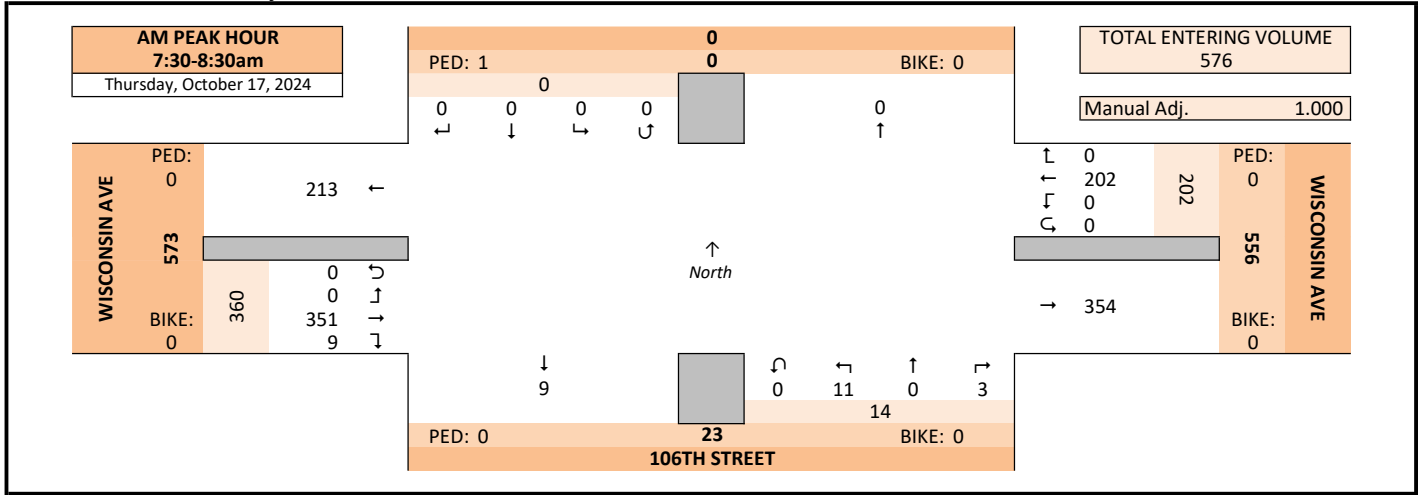 AM PEAK HOUR
7:30-8:30am
Thursday, October 17, 2024
0
PED: 1 0 BIKE: 0
0
0 0 0 0
↵ ↓ ↳ ↺
0
↑
TOTAL ENTERING VOLUME
576
Manual Adj. 1.000
WISCONSIN AVE
PED:
0
573
BIKE:
0
213 ←
360
0 ⮌
0 ↰
351 →
9 ↴
↑
North
↱ 0
← 202
↲ 0
⮎ 0
202
→ 354
PED:
0
556
BIKE:
0
WISCONSIN AVE
↓
9
↶ ↰ ↑ ↱
0 11 0 3
14
PED: 0 23 BIKE: 0
106TH STREET